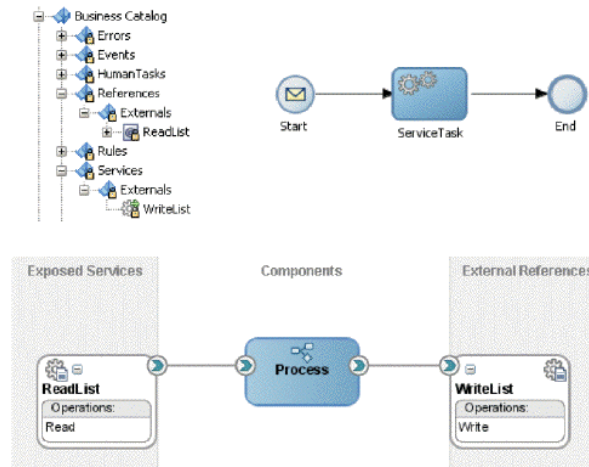 Business Catalog
Errors
Events
HumanTasks
References
Externals
ReadList
Rules
Services
Externals
WriteList
Start
ServiceTask
End
Exposed Services
Components
External References
ReadList
Operations:
Read
Process
WriteList
Operations:
Write